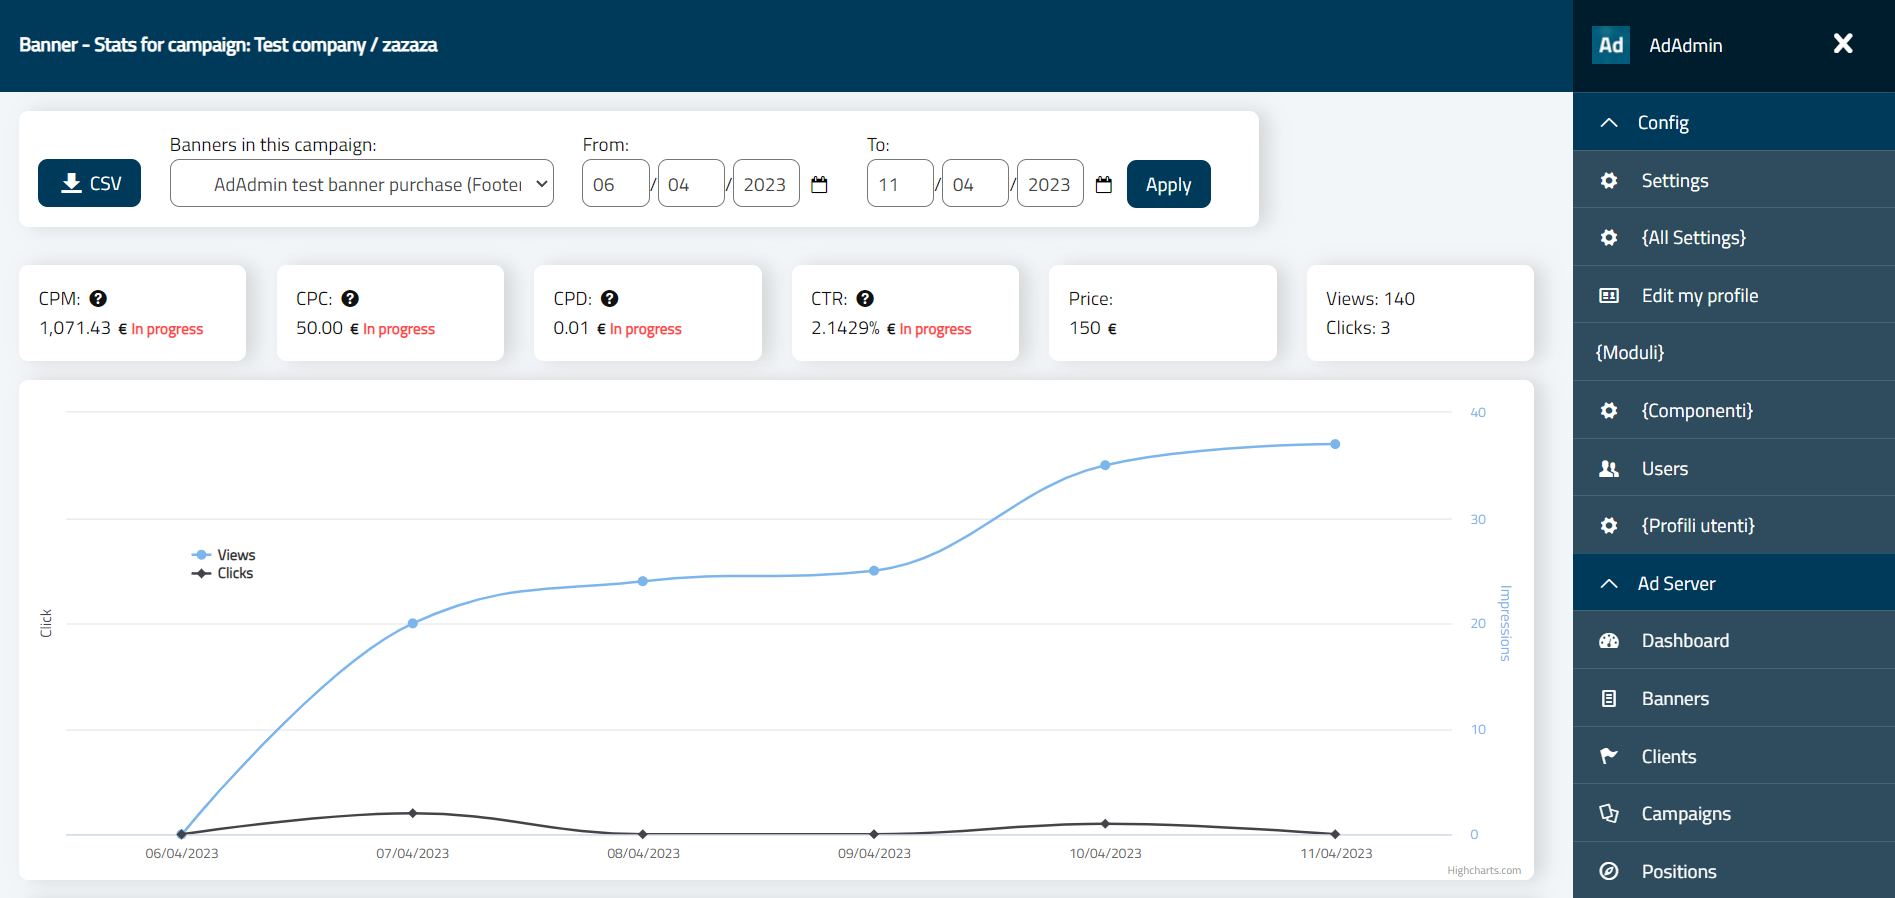 Banner - Stats for campaign: Test company / zazaza
CSV
Banners in this campaign:
AdAdmin test banner purchase (Footer
From:
06 / 04 / 2023
To:
11 / 04 / 2023
Apply
CPM: ?
1,071.43 € In progress
CPC: ?
50.00 € In progress
CPD: ?
0.01 € In progress
CTR: ?
2.1429% € In progress
Price:
150 €
Views: 140
Clicks: 3
Views
Clicks
Click
40
30
20
10
0
Impressions
06/04/2023 07/04/2023 08/04/2023 09/04/2023 10/04/2023 11/04/2023
Highcharts.com
Ad AdAdmin
Config
Settings
{All Settings}
Edit my profile
{Moduli}
{Componenti}
Users
{Profili utenti}
Ad Server
Dashboard
Banners
Clients
Campaigns
Positions